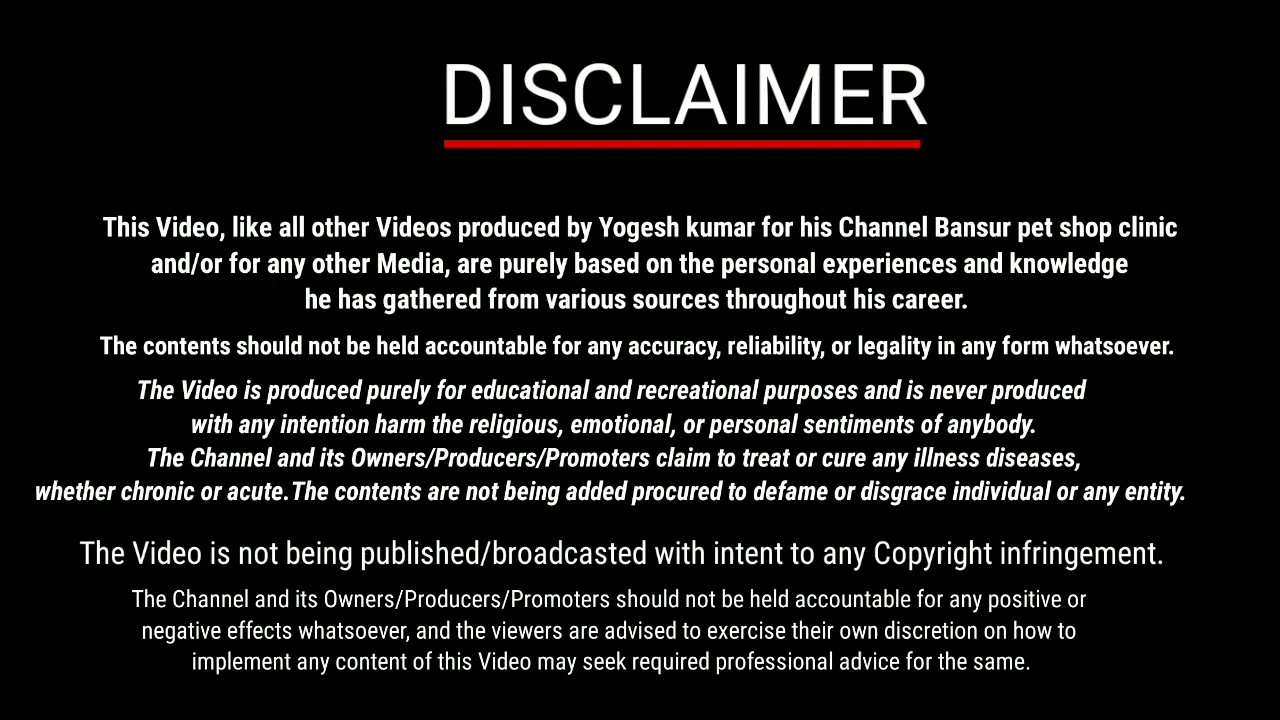 DISCLAIMER
This Video, like all other Videos produced by Yogesh kumar for his Channel Bansur pet shop clinic
and/or for any other Media, are purely based on the personal experiences and knowledge
he has gathered from various sources throughout his career.
The contents should not be held accountable for any accuracy, reliability, or legality in any form whatsoever.
The Video is produced purely for educational and recreational purposes and is never produced
with any intention harm the religious, emotional, or personal sentiments of anybody.
The Channel and its Owners/Producers/Promoters claim to treat or cure any illness diseases,
whether chronic or acute.The contents are not being added procured to defame or disgrace individual or any entity.
The Video is not being published/broadcasted with intent to any Copyright infringement.
The Channel and its Owners/Producers/Promoters should not be held accountable for any positive or
negative effects whatsoever, and the viewers are advised to exercise their own discretion on how to
implement any content of this Video may seek required professional advice for the same.